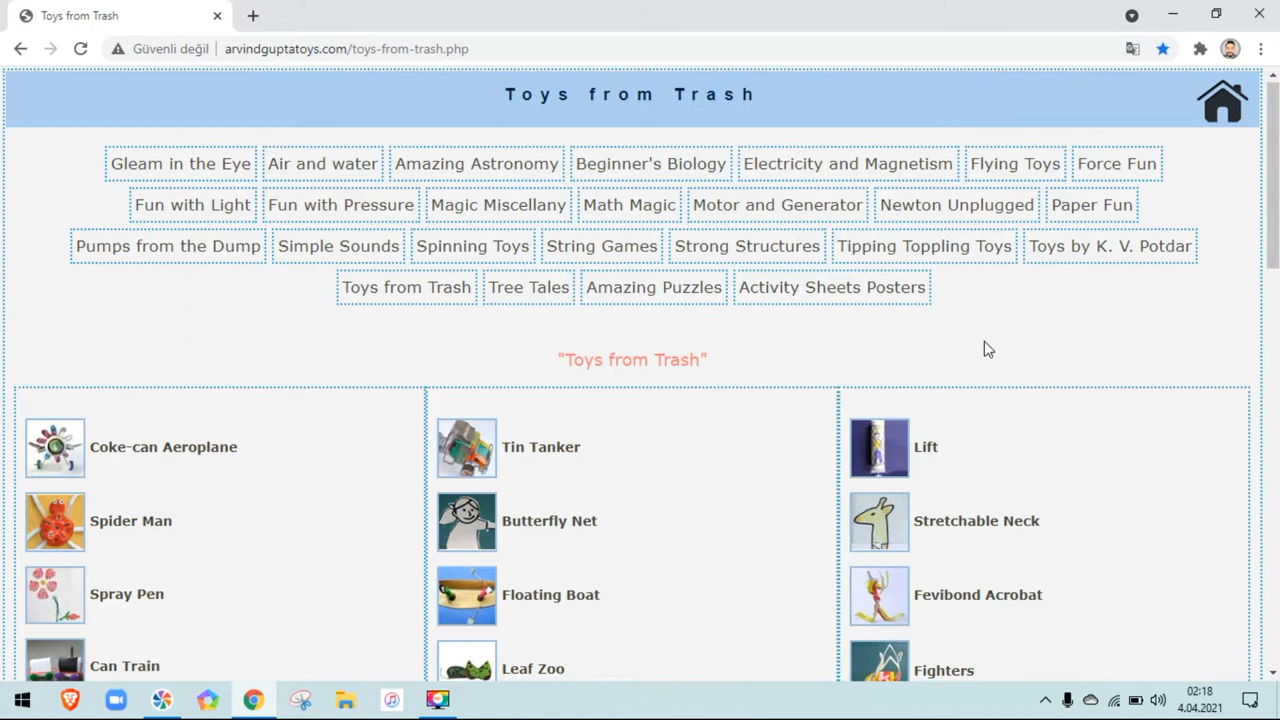 Toys from Trash
Güvenli değil
arvindguptatoys.com/toys-from-trash.php
Toys from Trash
Gleam in the Eye
Air and water
Amazing Astronomy
Beginner's Biology
Electricity and Magnetism
Flying Toys
Force Fun
Fun with Light
Fun with Pressure
Magic Miscellany
Math Magic
Motor and Generator
Newton Unplugged
Paper Fun
Pumps from the Dump
Simple Sounds
Spinning Toys
String Games
Strong Structures
Tipping Toppling Toys
Toys by K. V. Potdar
Toys from Trash
Tree Tales
Amazing Puzzles
Activity Sheets Posters
"Toys from Trash"
Coke-can Aeroplane
Tin Tanker
Lift
Spider Man
Butterfly Net
Stretchable Neck
Spray Pen
Floating Boat
Fevibond Acrobat
Can Train
Leaf Zoo
Fighters
02:18
4.04.2021